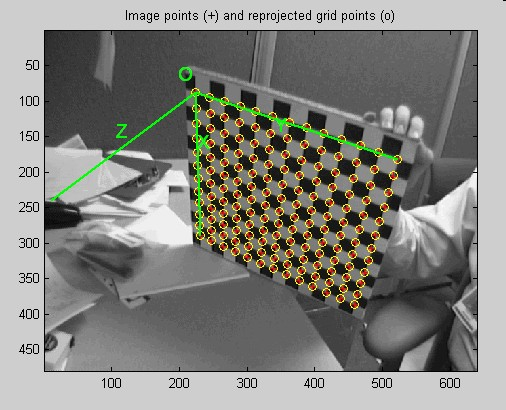 Image points (+) and reprojected grid points (o)
O
Z
X
Y
50
100
150
200
250
300
350
400
450
100 200 300 400 500 600